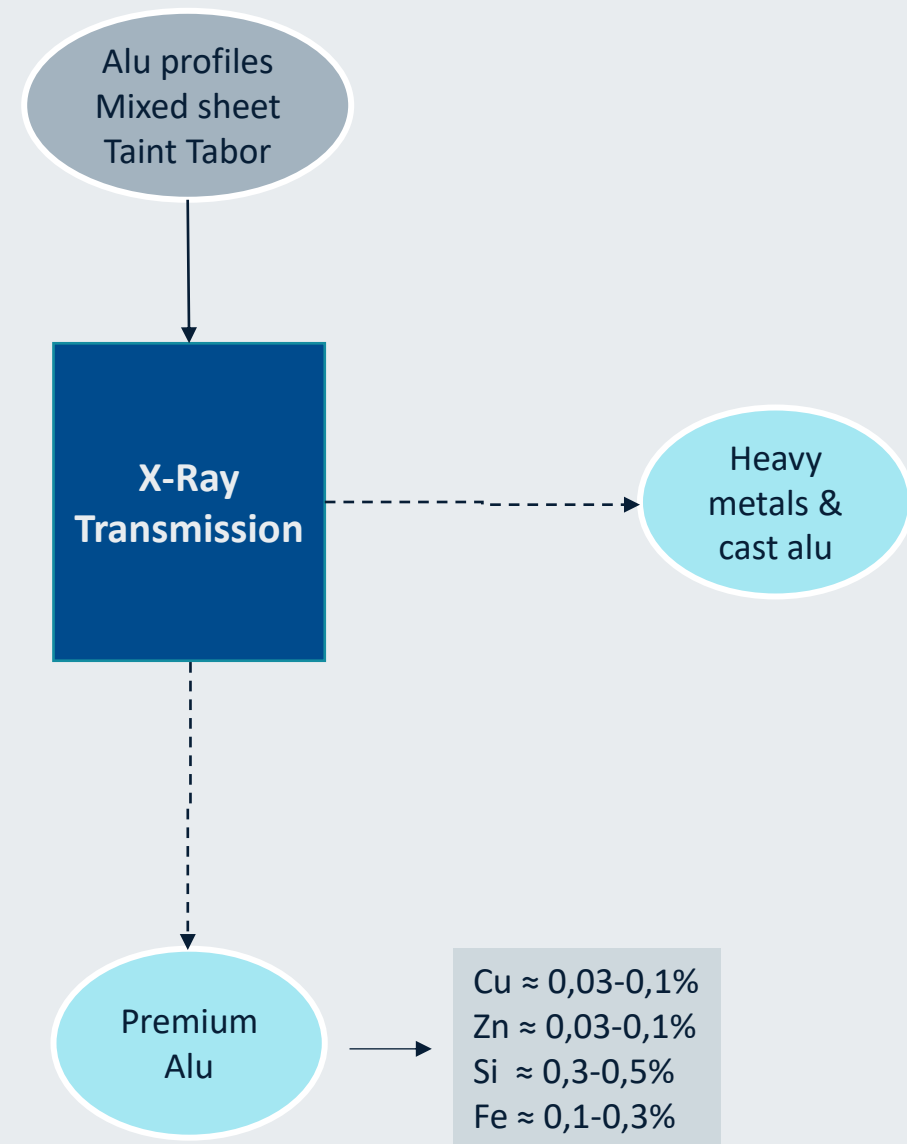 Alu profiles
Mixed sheet
Taint Tabor
X-Ray
Transmission
Heavy
metals &
cast alu
Premium
Alu
Cu ≈ 0,03-0,1%
Zn ≈ 0,03-0,1%
Si ≈ 0,3-0,5%
Fe ≈ 0,1-0,3%